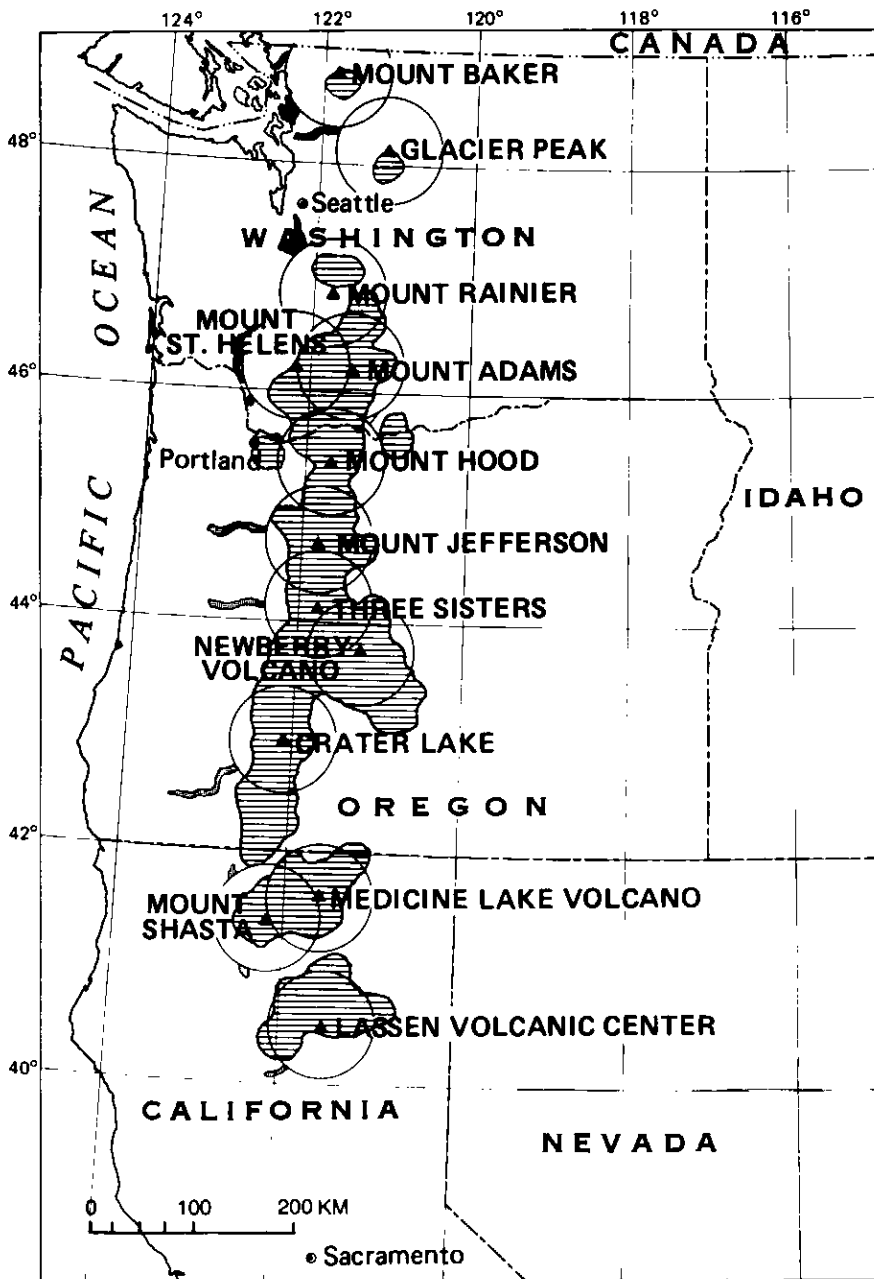 124° 122° 120° 118° 116°
CANADA
MOUNT BAKER
48°
GLACIER PEAK
Seattle
WASHINGTON
OCEAN
MOUNT RAINIER
MOUNT
ST. HELENS
46°
MOUNT ADAMS
Portland
MOUNT HOOD
IDAHO
PACIFIC
MOUNT JEFFERSON
44°
THREE SISTERS
NEWBERRY
VOLCANO
CRATER LAKE
OREGON
42°
MEDICINE LAKE VOLCANO
MOUNT
SHASTA
LASSEN VOLCANIC CENTER
40°
CALIFORNIA
NEVADA
0 100 200 KM
Sacramento